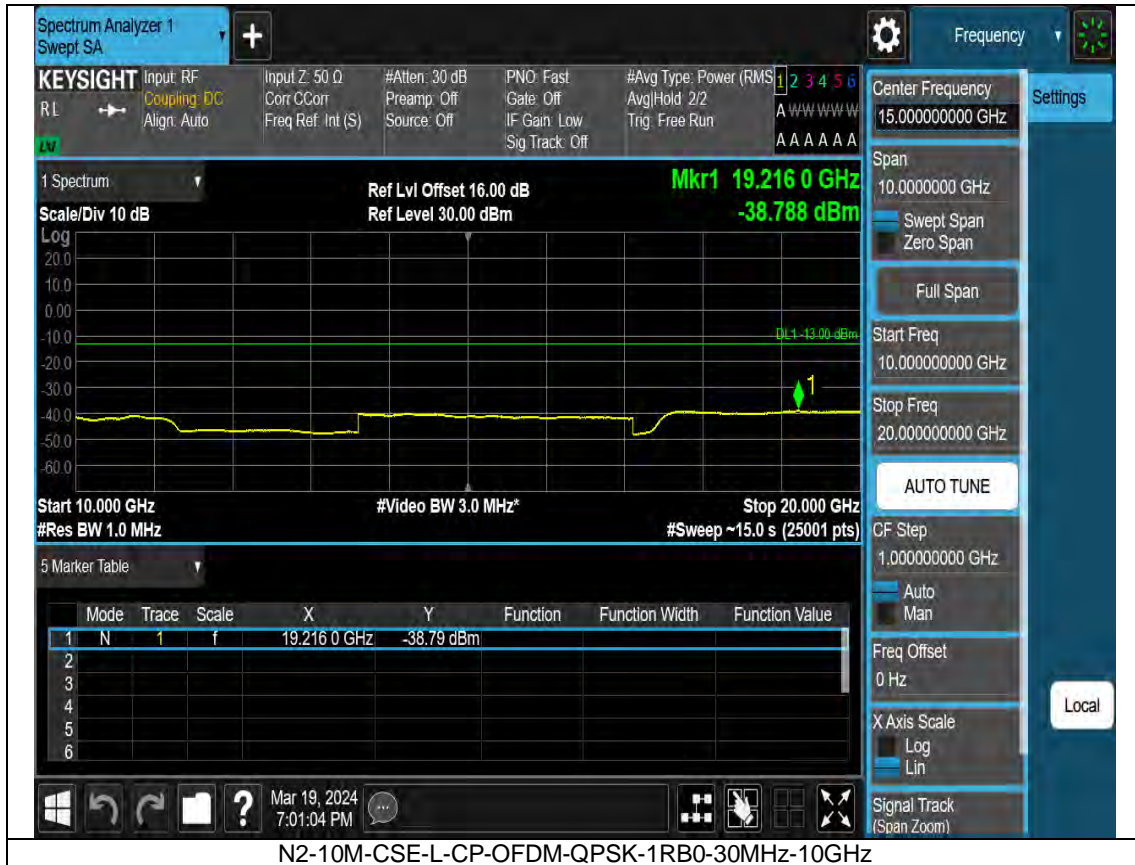 Spectrum Analyzer 1
Swept SA
Frequency
KEYSIGHT
RL
LXI
Input: RF
Coupling: DC
Align: Auto
Input Z: 50 Ω
Corr CCorr
Freq Ref: Int (S)
#Atten: 30 dB
Preamp: Off
Source: Off
PNO: Fast
Gate: Off
IF Gain: Low
Sig Track: Off
#Avg Type: Power (RMS
Avg|Hold: 2/2
Trig: Free Run
1 2 3 4 5 6
A W W W W W
A A A A A A
1 Spectrum
Scale/Div 10 dB
Ref Lvl Offset 16.00 dB
Ref Level 30.00 dBm
Mkr1 19.216 0 GHz
-38.788 dBm
Log
20.0
10.0
0.00
-10.0
-20.0
-30.0
-40.0
-50.0
-60.0
DL1 -13.00 dBm
1
Start 10.000 GHz
#Res BW 1.0 MHz
#Video BW 3.0 MHz*
Stop 20.000 GHz
#Sweep ~15.0 s (25001 pts)
5 Marker Table
Mode Trace Scale X Y Function Function Width Function Value
1 N 1 f 19.216 0 GHz -38.79 dBm
2
3
4
5
6
Mar 19, 2024
7:01:04 PM
Center Frequency
15.000000000 GHz
Settings
Span
10.0000000 GHz
Swept Span
Zero Span
Full Span
Start Freq
10.000000000 GHz
Stop Freq
20.000000000 GHz
AUTO TUNE
CF Step
1.000000000 GHz
Auto
Man
Freq Offset
0 Hz
X Axis Scale
Log
Lin
Local
Signal Track
(Span Zoom)
N2-10M-CSE-L-CP-OFDM-QPSK-1RB0-30MHz-10GHz